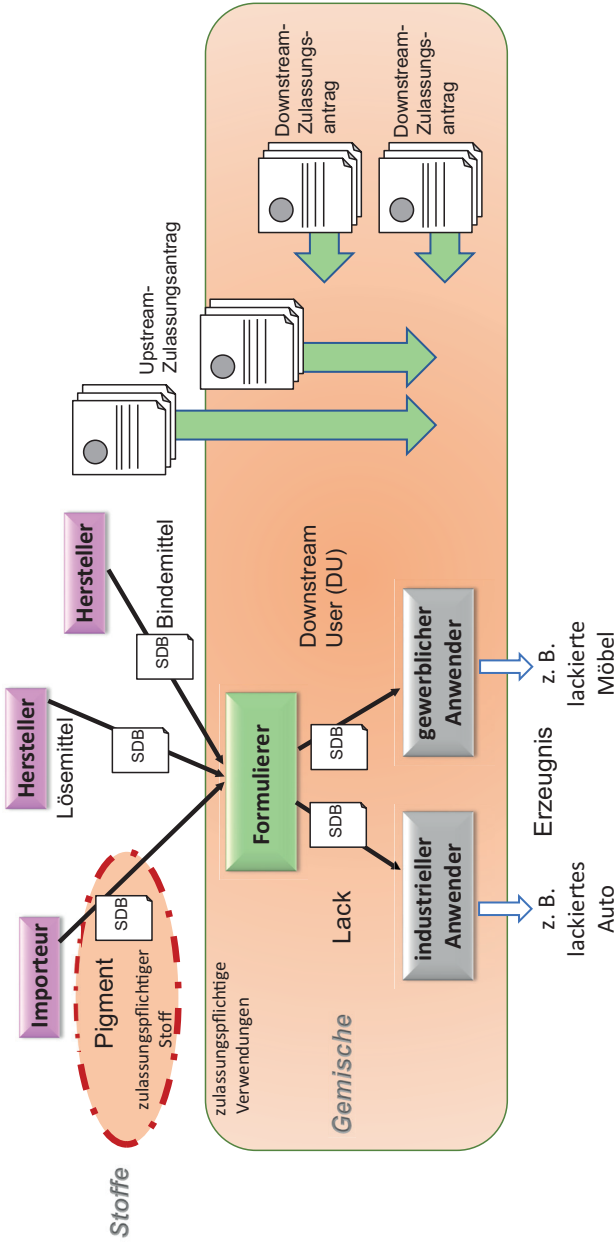 Stoffe
Importeur
Pigment
zulassungspflichtiger
Stoff
SDB
Hersteller
Lösemittel
SDB
Hersteller
Bindemittel
SDB
Upstream-
Zulassungsantrag
zulassungspflichtige
Verwendungen
Gemische
Formulierer
Lack
SDB
SDB
Downstream
User (DU)
industrieller
Anwender
gewerblicher
Anwender
Downstream-
Zulassungs-
antrag
Downstream-
Zulassungs-
antrag
Erzeugnis
z. B.
lackiertes
Auto
z. B.
lackierte
Möbel